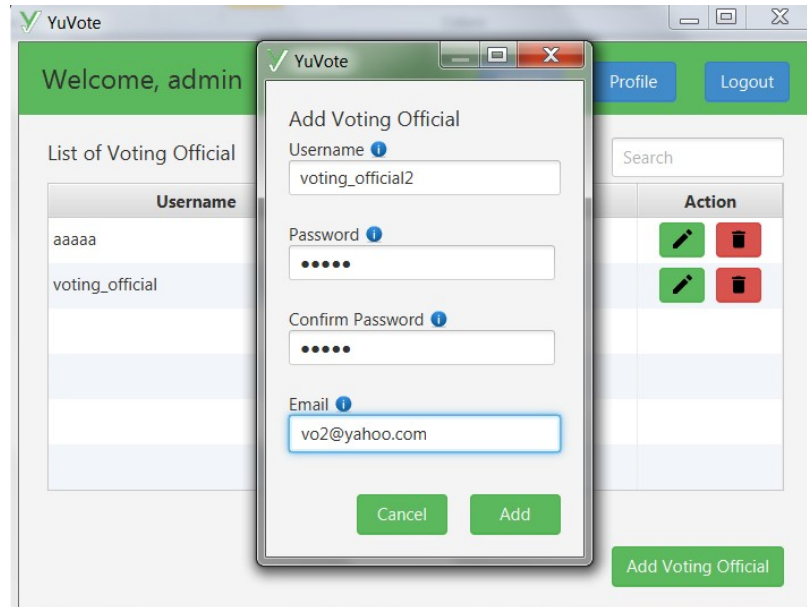 YuVote
Welcome, admin
Profile
Logout
List of Voting Official
Search
Username
Action
aaaaa
voting_official
Add Voting Official
YuVote
Add Voting Official
Username
voting_official2
Password
•••••
Confirm Password
•••••
Email
vo2@yahoo.com
Cancel
Add